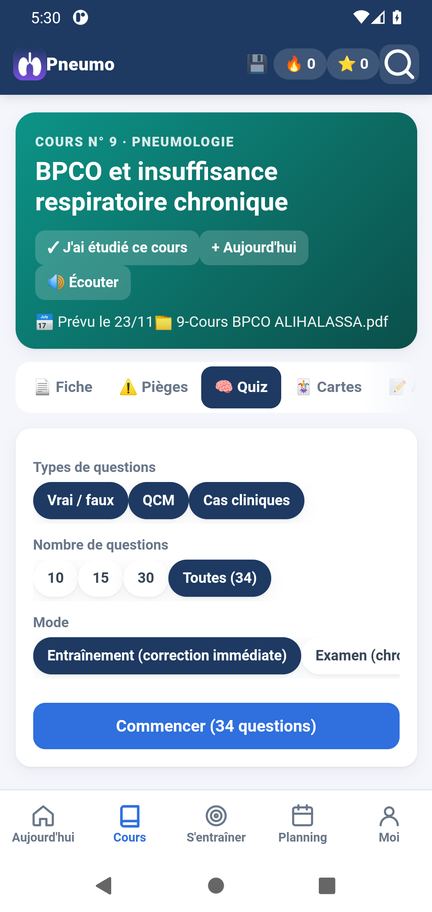 5:30
Pneumo
0
0
COURS N° 9 · PNEUMOLOGIE
BPCO et insuffisance
respiratoire chronique
✓ J'ai étudié ce cours
+ Aujourd'hui
Écouter
Prévu le 23/11
9-Cours BPCO ALIHALASSA.pdf
Fiche
Pièges
Quiz
Cartes
Types de questions
Vrai / faux
QCM
Cas cliniques
Nombre de questions
10
15
30
Toutes (34)
Mode
Entraînement (correction immédiate)
Examen (chro
Commencer (34 questions)
Aujourd'hui
Cours
S'entraîner
Planning
Moi